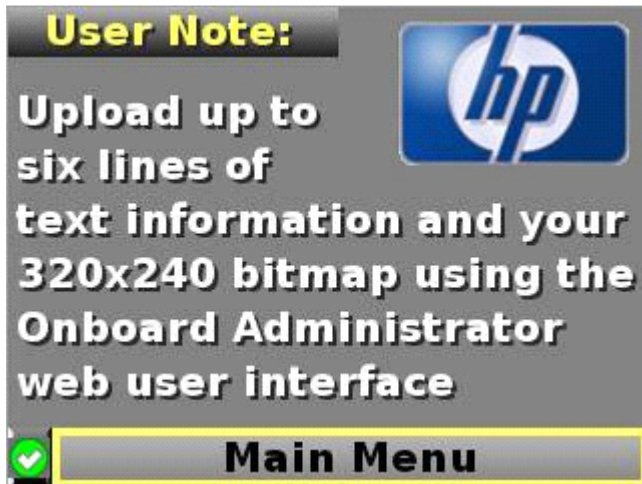 User Note:
hp
Upload up to
six lines of
text information and your
320x240 bitmap using the
Onboard Administrator
web user interface
Main Menu